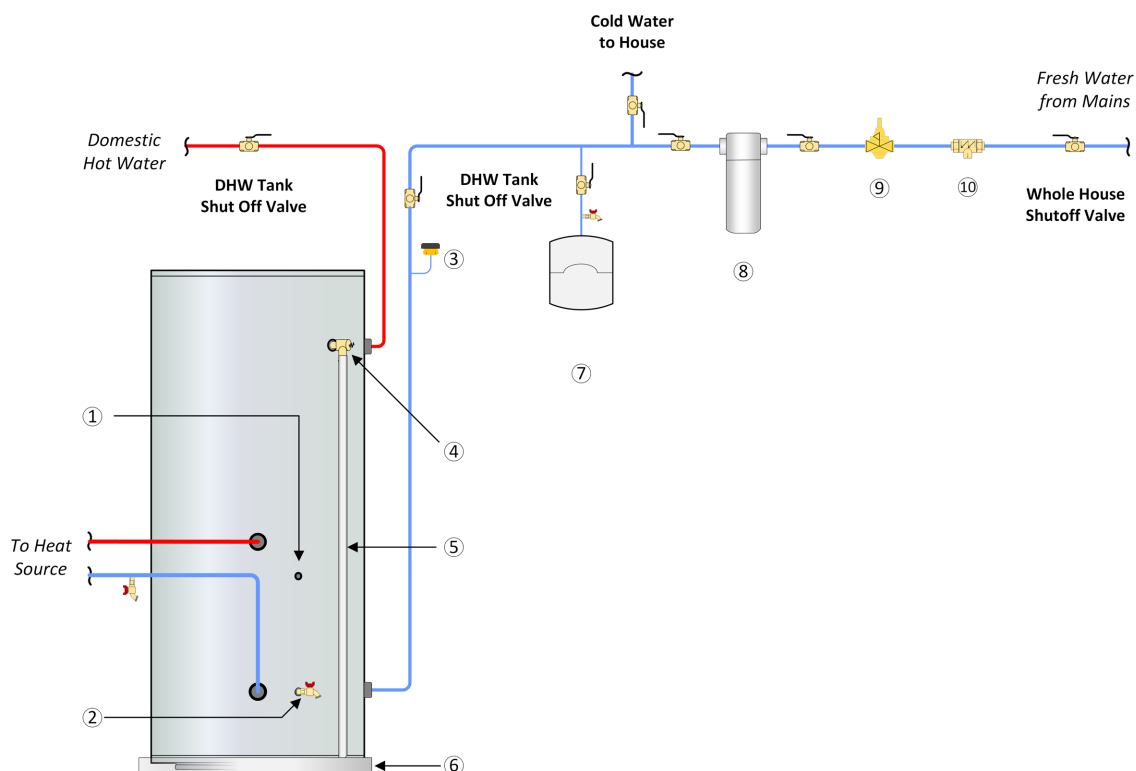 Cold Water
to House
Fresh Water
from Mains
Domestic
Hot Water
DHW Tank
Shut Off Valve
DHW Tank
Shut Off Valve
⑨
⑩
Whole House
Shutoff Valve
③
⑧
⑦
①
④
To Heat
Source
⑤
②
⑥